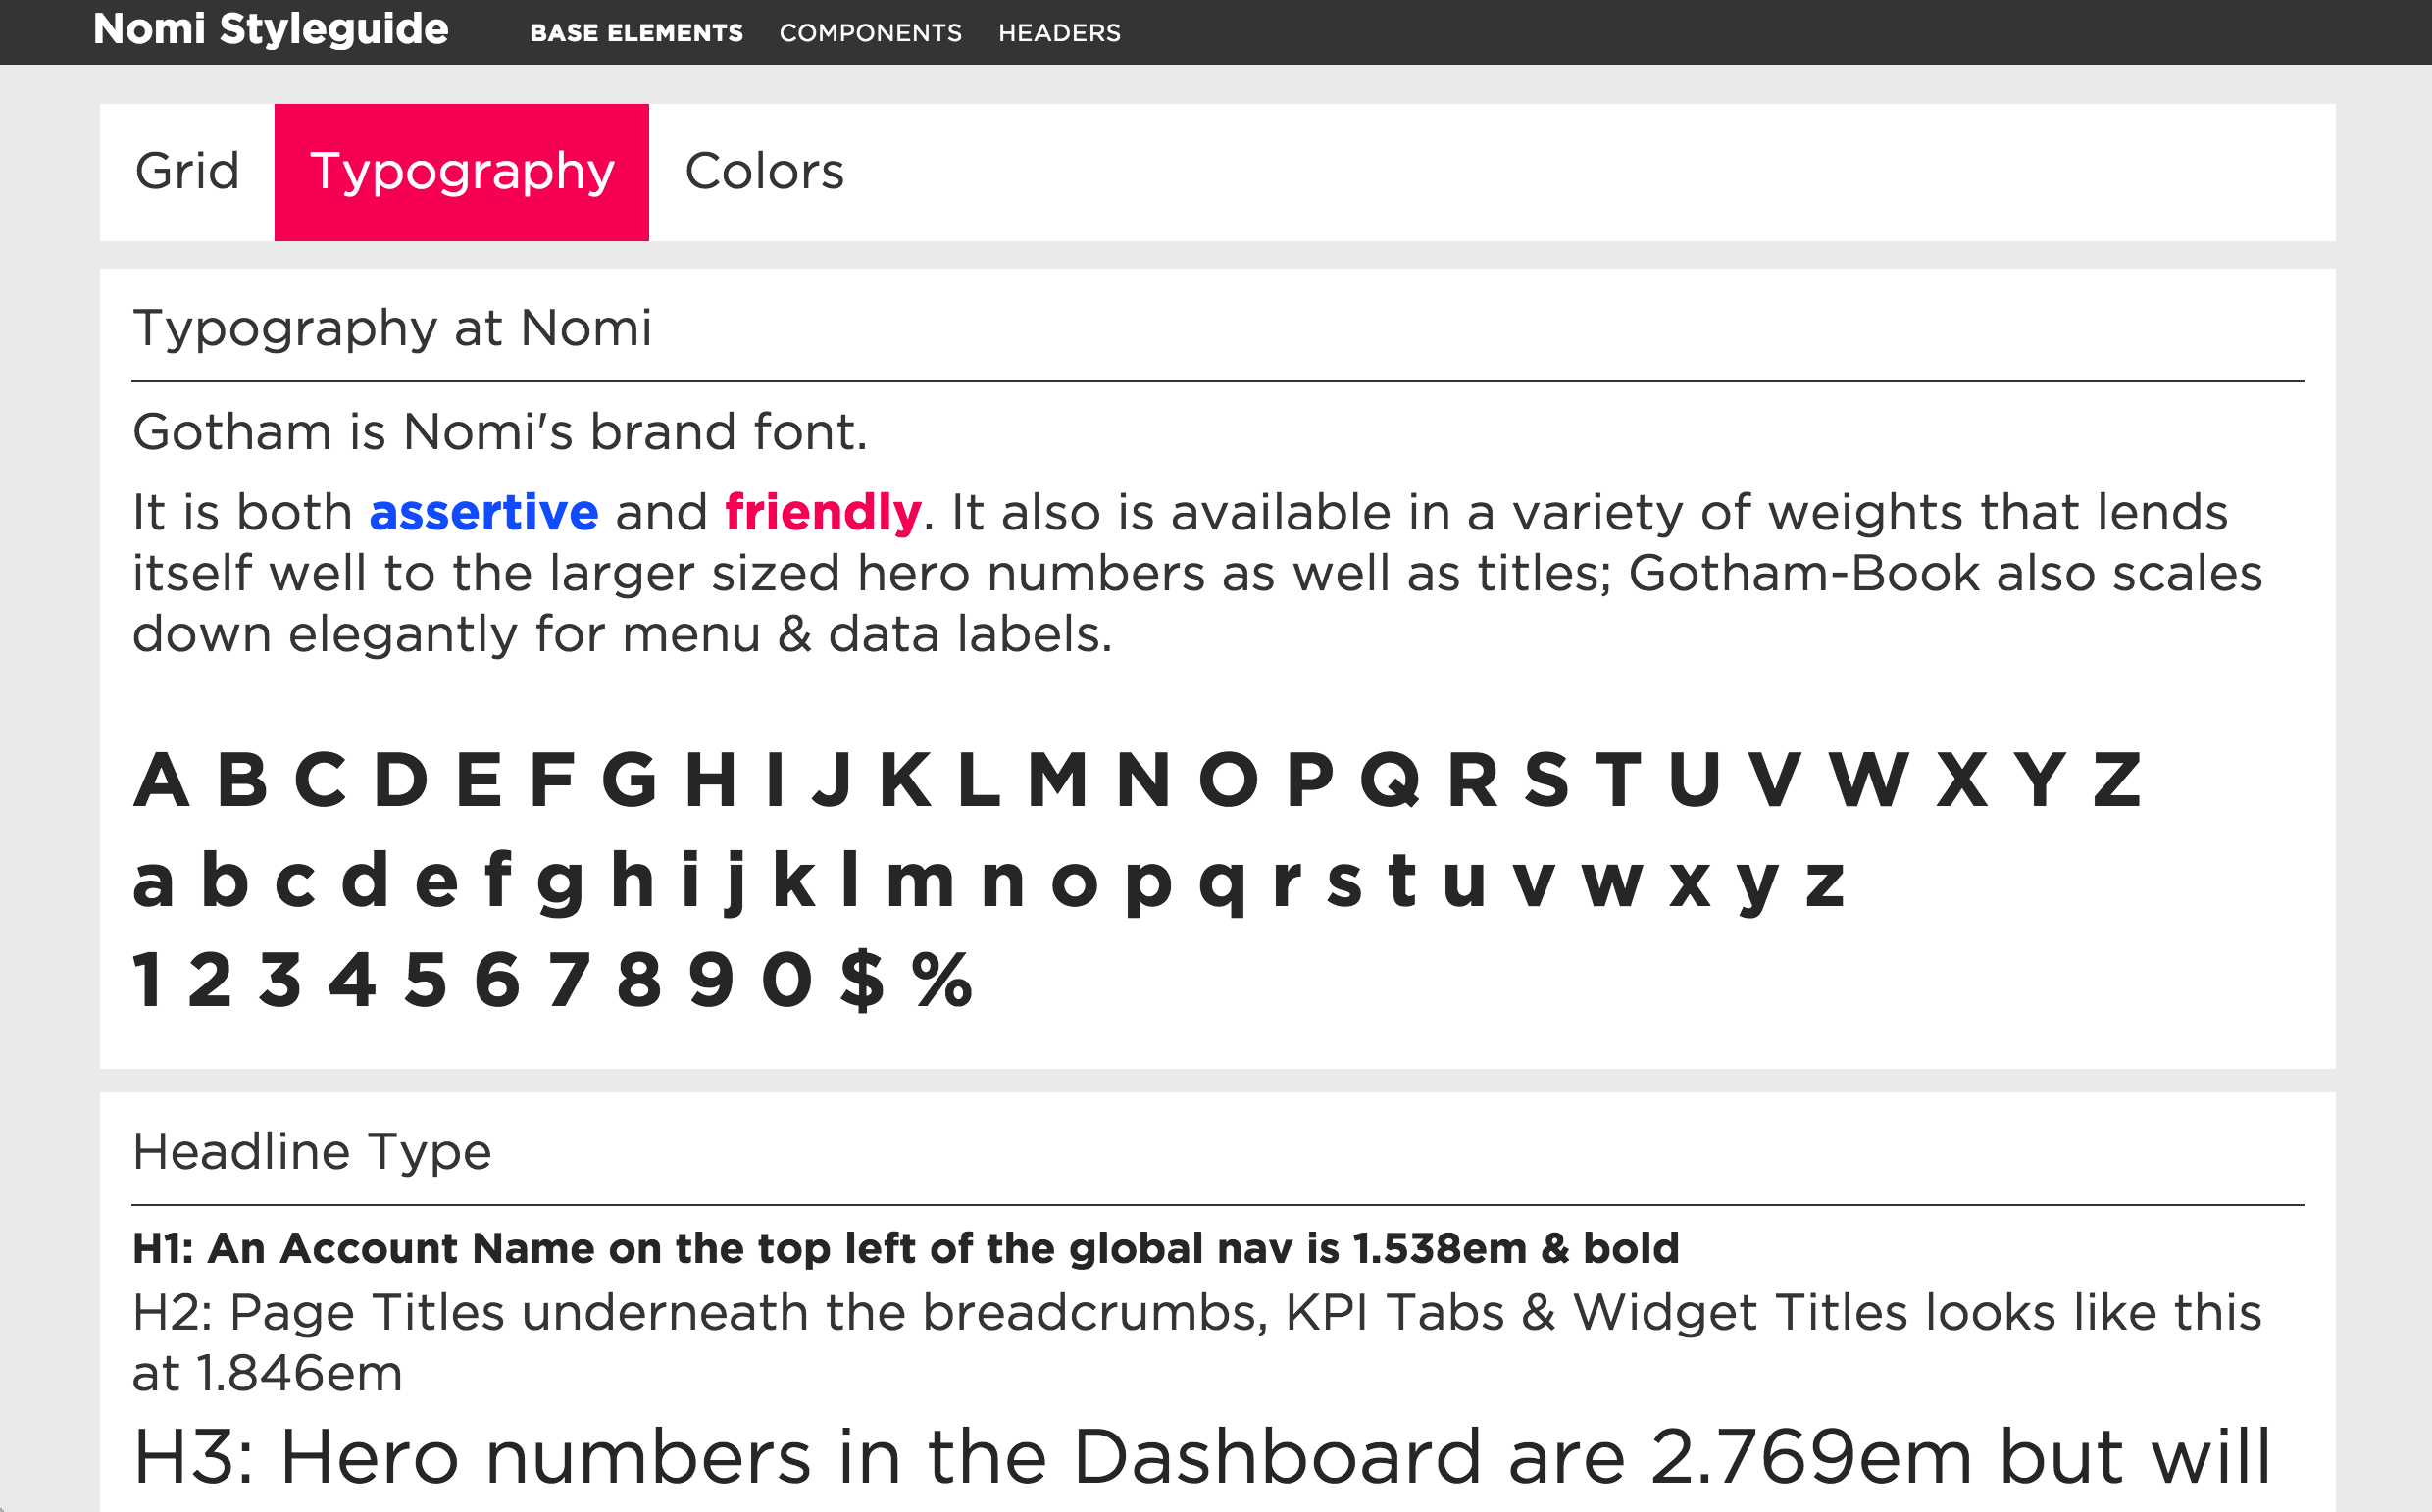 Nomi Styleguide BASE ELEMENTS COMPONENTS HEADERS
Grid Typography Colors
Typography at Nomi
Gotham is Nomi's brand font.
It is both assertive and friendly. It also is available in a variety of weights that lends
itself well to the larger sized hero numbers as well as titles; Gotham-Book also scales
down elegantly for menu & data labels.
A B C D E F G H I J K L M N O P Q R S T U V W X Y Z
a b c d e f g h i j k l m n o p q r s t u v w x y z
1 2 3 4 5 6 7 8 9 0 $ %
Headline Type
H1: An Account Name on the top left of the global nav is 1.538em & bold
H2: Page Titles underneath the breadcrumbs, KPI Tabs & Widget Titles looks like this
at 1.846em
H3: Hero numbers in the Dashboard are 2.769em but will